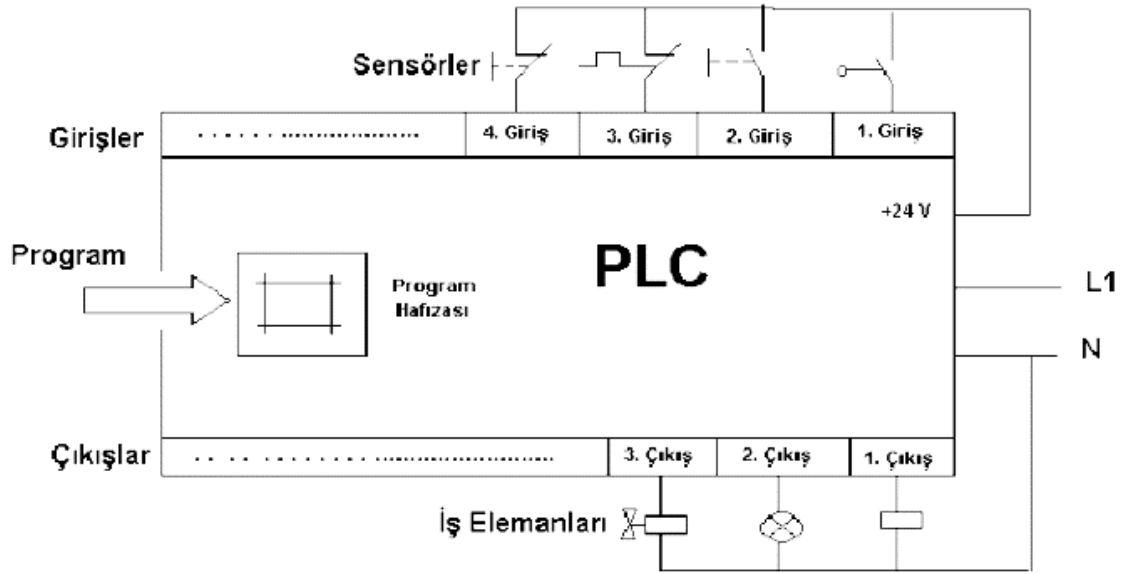 Sensörler
Girişler
4. Giriş
3. Giriş
2. Giriş
1. Giriş
+24 V
Program
PLC
Program
Hafızası
L1
N
Çıkışlar
3. Çıkış
2. Çıkış
1. Çıkış
İş Elemanları